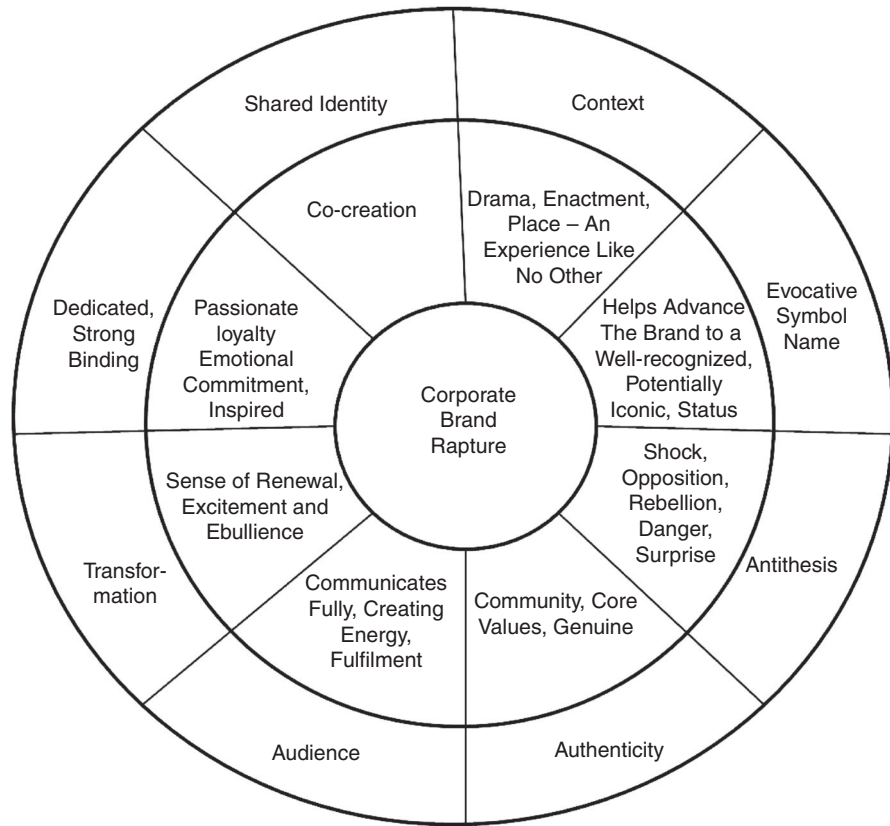 Shared Identity
Context
Co-creation
Drama, Enactment,
Place – An
Experience Like
No Other
Dedicated,
Strong
Binding
Passionate
loyalty
Emotional
Commitment,
Inspired
Helps Advance
The Brand to a
Well-recognized,
Potentially
Iconic, Status
Evocative
Symbol
Name
Corporate
Brand
Rapture
Sense of Renewal,
Excitement and
Ebullience
Shock,
Opposition,
Rebellion,
Danger,
Surprise
Transfor-
mation
Antithesis
Communicates
Fully, Creating
Energy,
Fulfilment
Community, Core
Values, Genuine
Audience
Authenticity